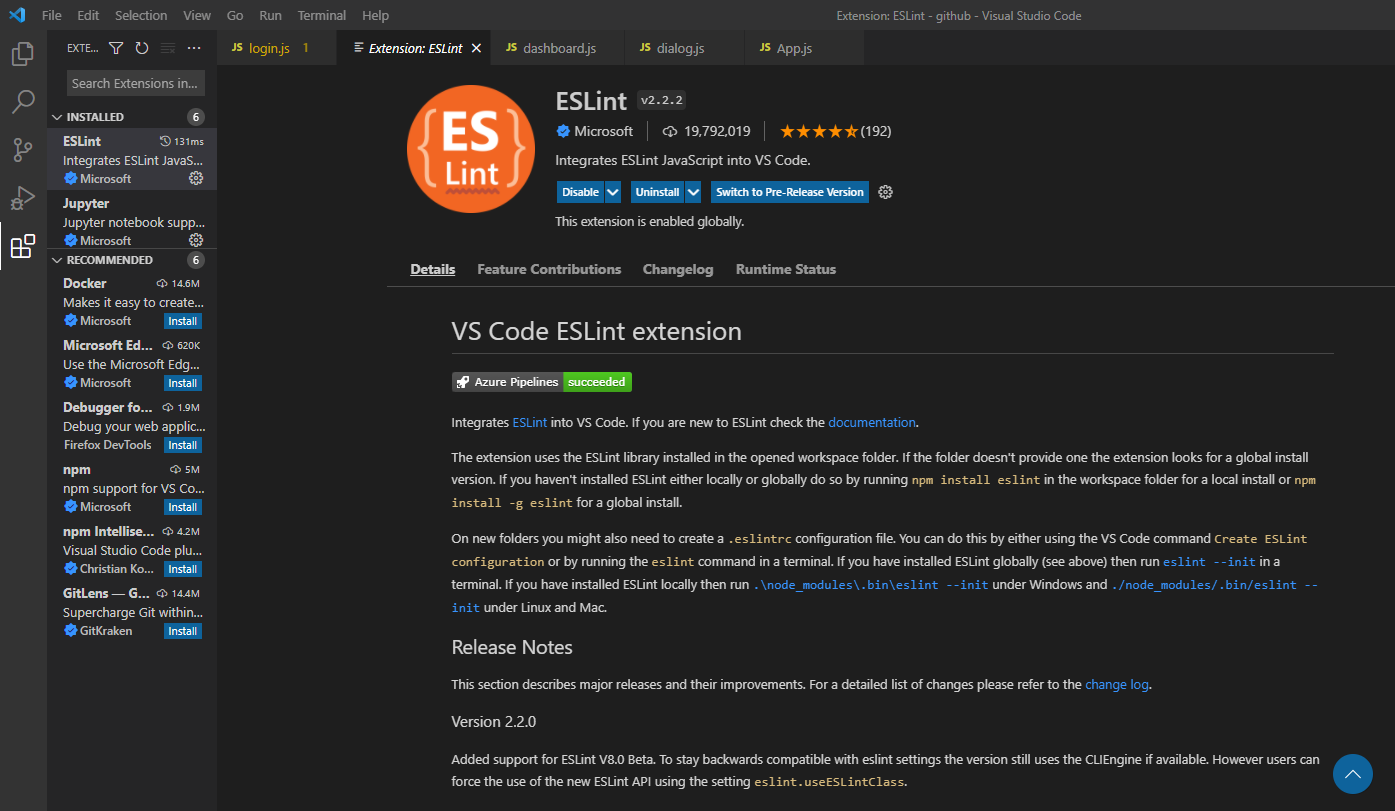 File Edit Selection View Go Run Terminal Help
Extension: ESLint - github - Visual Studio Code
EXTE...
JS login.js 1
Extension: ESLint
JS dashboard.js
JS dialog.js
JS App.js
Search Extensions in...
INSTALLED 6
ESLint 131ms
Integrates ESLint JavaS...
Microsoft
Jupyter
Jupyter notebook supp...
Microsoft
RECOMMENDED 6
Docker 14.6M
Makes it easy to create...
Microsoft Install
Microsoft Ed... 620K
Use the Microsoft Edg...
Microsoft Install
Debugger fo... 1.9M
Debug your web applic...
Firefox DevTools Install
npm 5M
npm support for VS Co...
Microsoft Install
npm Intellise... 4.2M
Visual Studio Code plu...
Christian Ko... Install
GitLens — G... 14.4M
Supercharge Git within...
GitKraken Install
{ES
Lint}
ESLint v2.2.2
Microsoft 19,792,019 (192)
Integrates ESLint JavaScript into VS Code.
Disable Uninstall Switch to Pre-Release Version
This extension is enabled globally.
Details Feature Contributions Changelog Runtime Status
VS Code ESLint extension
Azure Pipelines succeeded
Integrates ESLint into VS Code. If you are new to ESLint check the documentation.
The extension uses the ESLint library installed in the opened workspace folder. If the folder doesn't provide one the extension looks for a global install
version. If you haven't installed ESLint either locally or globally do so by running npm install eslint in the workspace folder for a local install or npm
install -g eslint for a global install.
On new folders you might also need to create a .eslintrc configuration file. You can do this by either using the VS Code command Create ESLint
configuration or by running the eslint command in a terminal. If you have installed ESLint globally (see above) then run eslint --init in a
terminal. If you have installed ESLint locally then run .\node_modules\.bin\eslint --init under Windows and ./node_modules/.bin/eslint --
init under Linux and Mac.
Release Notes
This section describes major releases and their improvements. For a detailed list of changes please refer to the change log.
Version 2.2.0
Added support for ESLint V8.0 Beta. To stay backwards compatible with eslint settings the version still uses the CLIEngine if available. However users can
force the use of the new ESLint API using the setting eslint.useESLintClass.